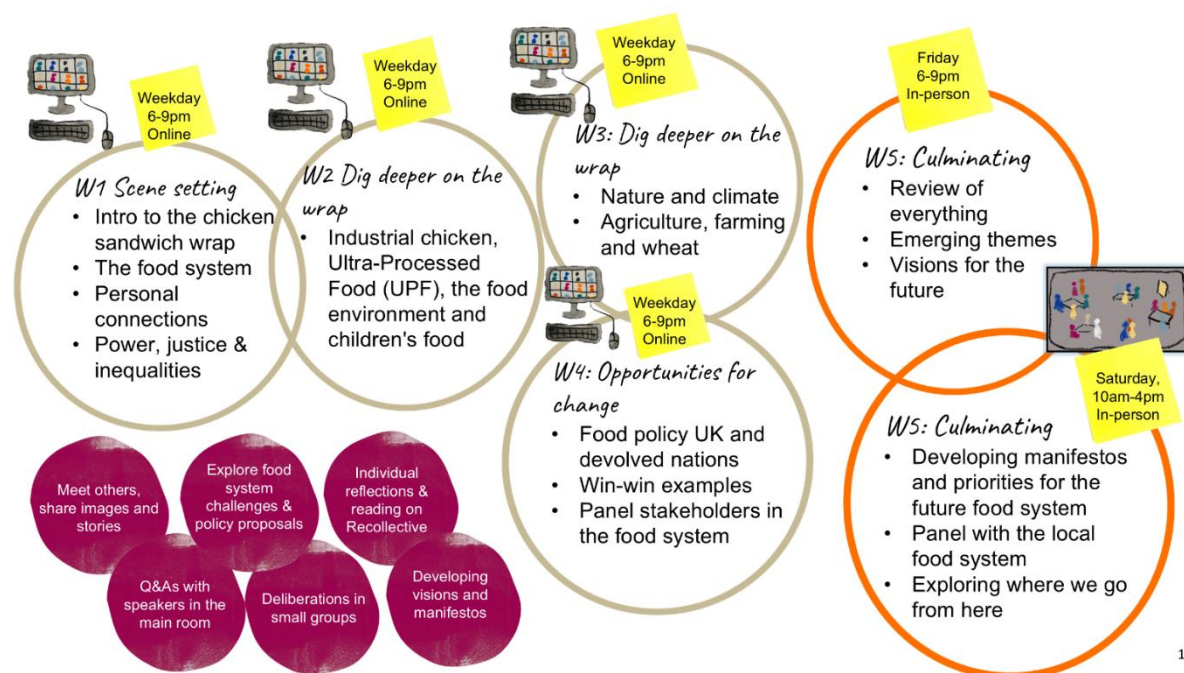 Weekday
6-9pm
Online
W1 Scene setting
• Intro to the chicken
sandwich wrap
• The food system
• Personal
connections
• Power, justice &
inequalities
Weekday
6-9pm
Online
W2 Dig deeper on the
wrap
• Industrial chicken,
Ultra-Processed
Food (UPF), the food
environment and
children's food
Weekday
6-9pm
Online
W3: Dig deeper on the
wrap
• Nature and climate
• Agriculture, farming
and wheat
Weekday
6-9pm
Online
W4: Opportunities for
change
• Food policy UK and
devolved nations
• Win-win examples
• Panel stakeholders in
the food system
Friday
6-9pm
In-person
W5: Culminating
• Review of
everything
• Emerging themes
• Visions for the
future
Saturday,
10am-4pm
In-person
W5: Culminating
• Developing manifestos
and priorities for the
future food system
• Panel with the local
food system
• Exploring where we go
from here
Meet others,
share images and
stories
Explore food
system
challenges &
policy proposals
Individual
reflections &
reading on
Recollective
Q&As with
speakers in the
main room
Deliberations in
small groups
Developing
visions and
manifestos
1